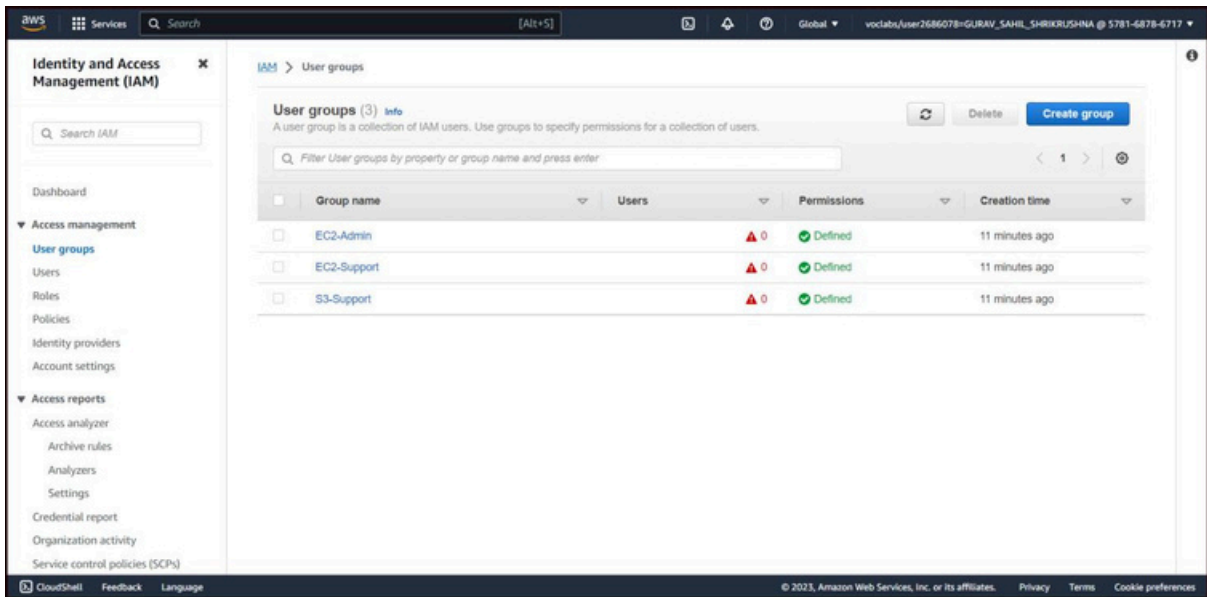 aws Services Search [Alt+S] Global voclabs/user2686078=GURAV_SAHIL_SHRIKRUSHNA @ 5781-6878-6717
Identity and Access Management (IAM)
Search IAM
Dashboard
Access management
User groups
Users
Roles
Policies
Identity providers
Account settings
Access reports
Access analyzer
Archive rules
Analyzers
Settings
Credential report
Organization activity
Service control policies (SCPs)
IAM > User groups
User groups (3) Info
A user group is a collection of IAM users. Use groups to specify permissions for a collection of users.
Delete Create group
Filter User groups by property or group name and press enter
< 1 >
Group name Users Permissions Creation time
EC2-Admin 0 Defined 11 minutes ago
EC2-Support 0 Defined 11 minutes ago
S3-Support 0 Defined 11 minutes ago
CloudShell Feedback Language © 2023, Amazon Web Services, Inc. or its affiliates. Privacy Terms Cookie preferences